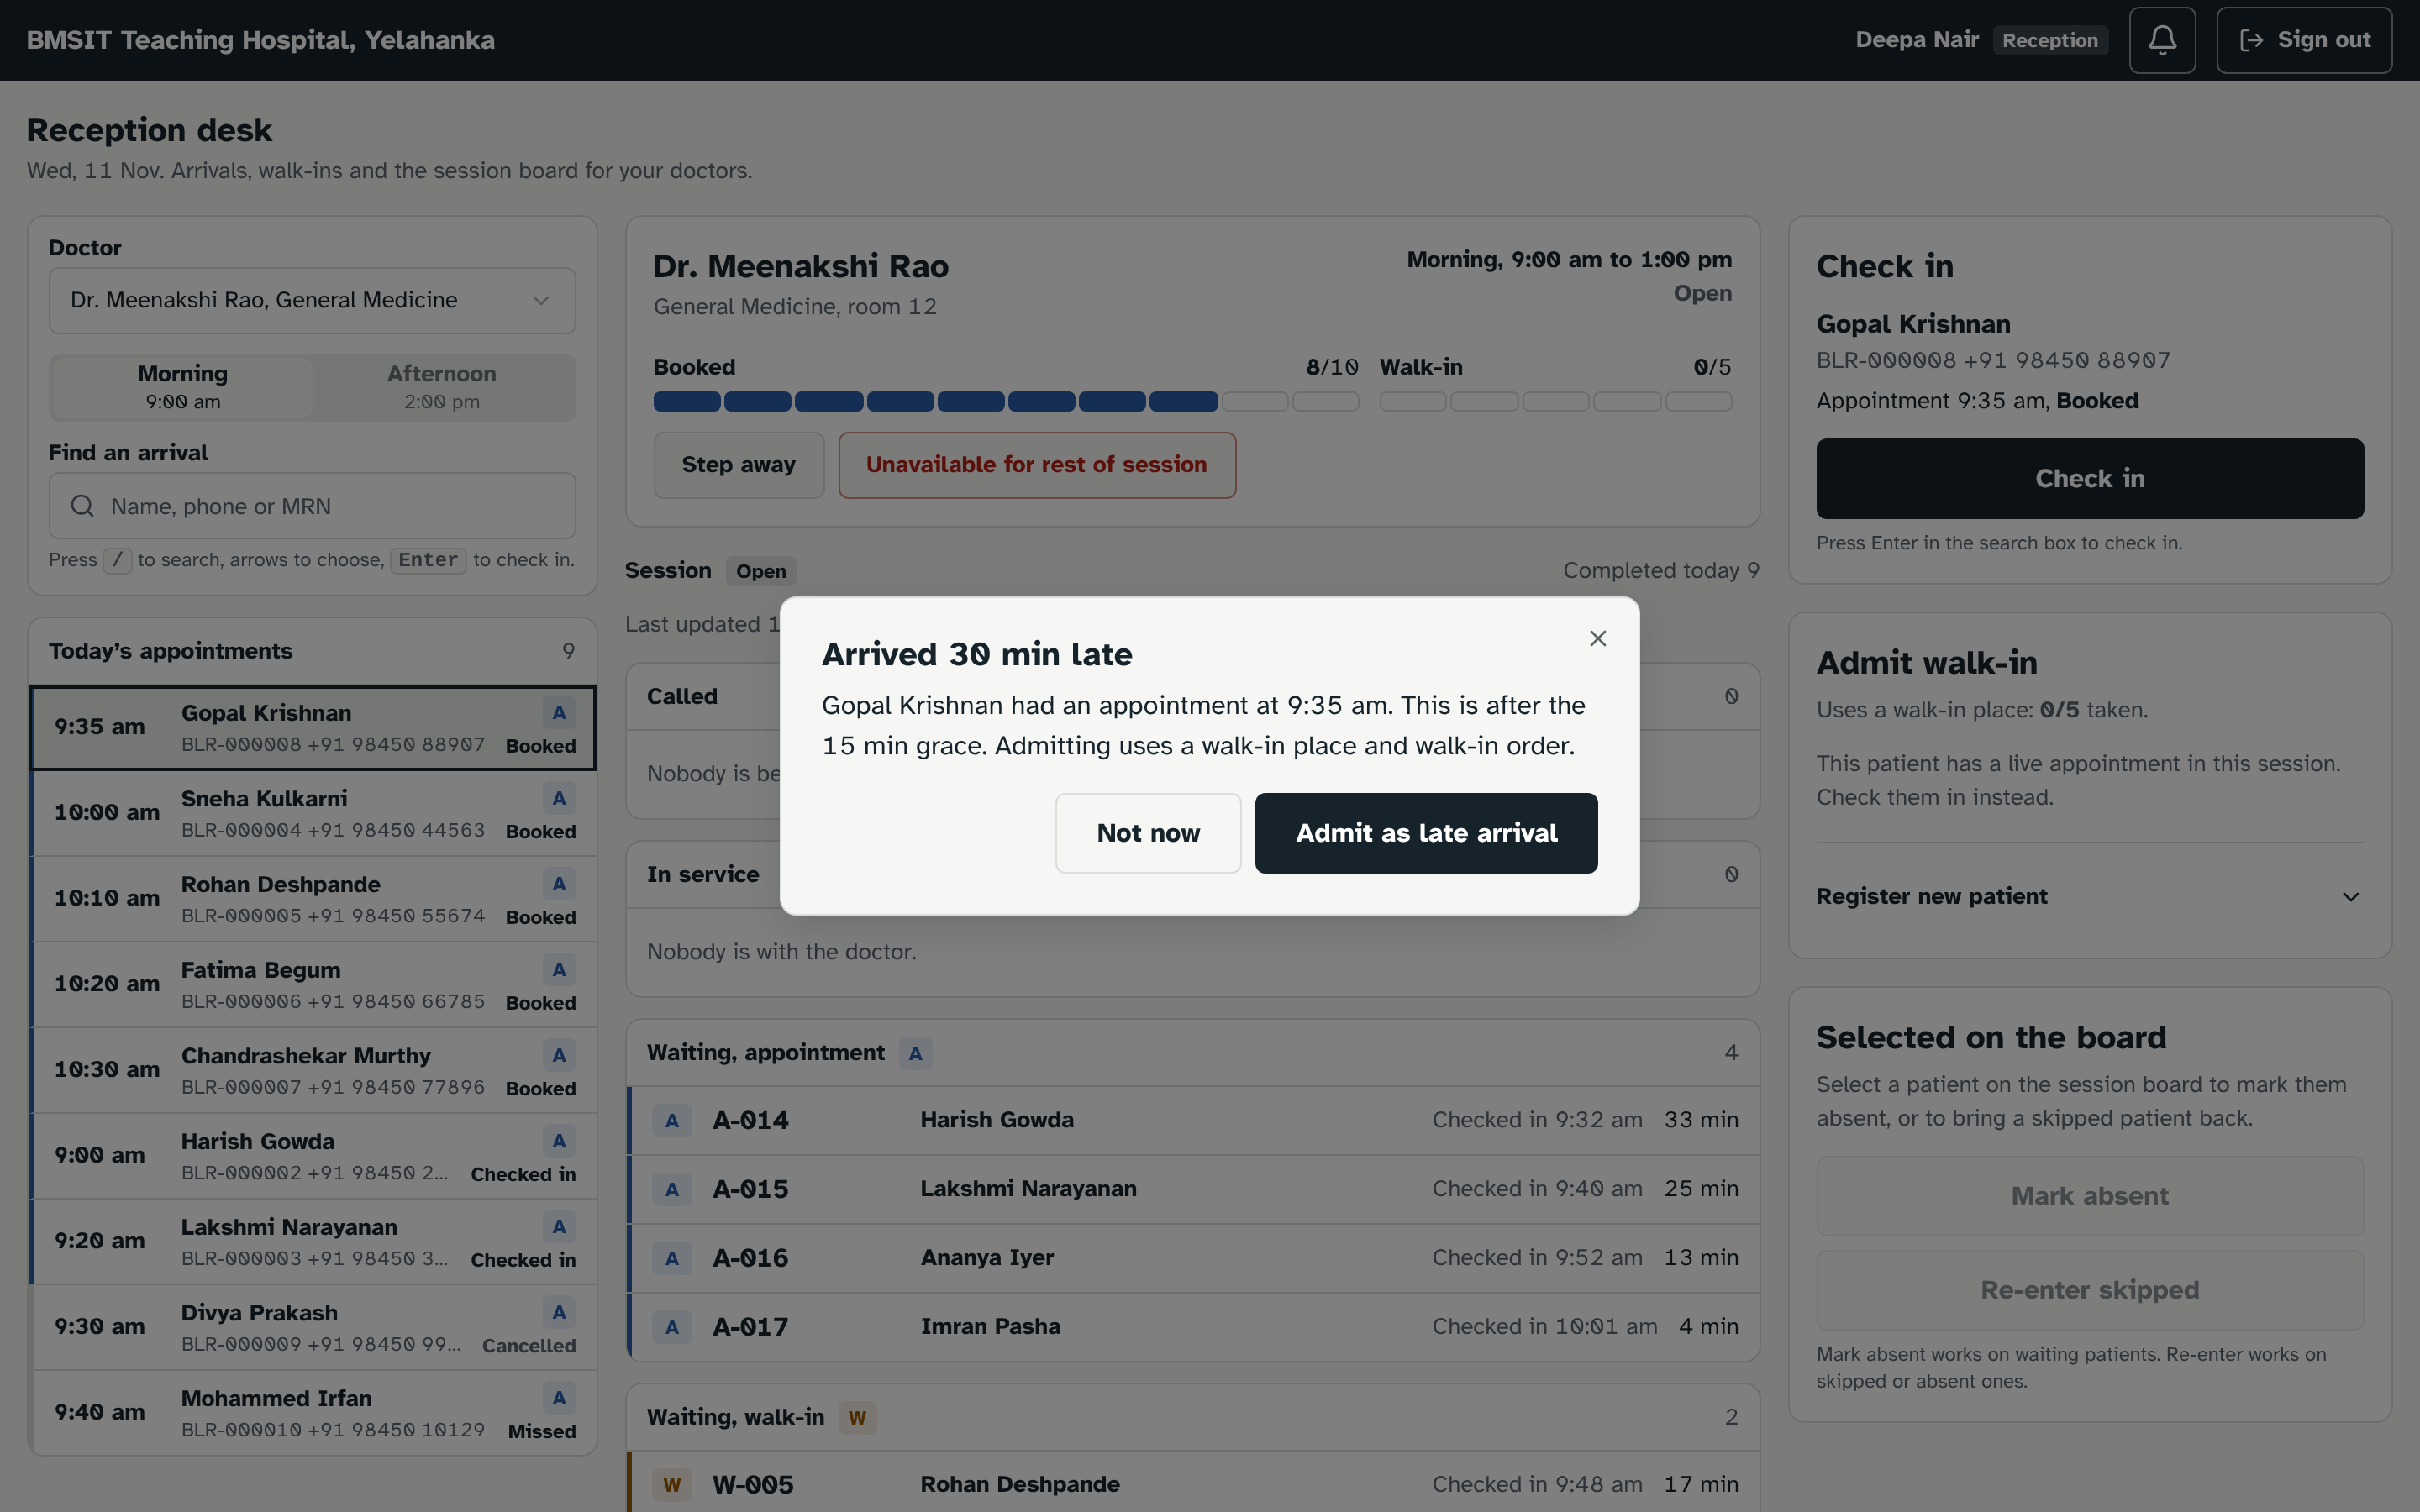 BMSIT Teaching Hospital, Yelahanka
Deepa Nair Reception Sign out
Reception desk
Wed, 11 Nov. Arrivals, walk-ins and the session board for your doctors.
Doctor
Dr. Meenakshi Rao, General Medicine
Morning
9:00 am
Afternoon
2:00 pm
Find an arrival
Name, phone or MRN
Press / to search, arrows to choose, Enter to check in.
Today's appointments 9
9:35 am Gopal Krishnan A
BLR-000008 +91 98450 88907 Booked
10:00 am Sneha Kulkarni A
BLR-000004 +91 98450 44563 Booked
10:10 am Rohan Deshpande A
BLR-000005 +91 98450 55674 Booked
10:20 am Fatima Begum A
BLR-000006 +91 98450 66785 Booked
10:30 am Chandrashekar Murthy A
BLR-000007 +91 98450 77896 Booked
9:00 am Harish Gowda A
BLR-000002 +91 98450 2... Checked in
9:20 am Lakshmi Narayanan A
BLR-000003 +91 98450 3... Checked in
9:30 am Divya Prakash A
BLR-000009 +91 98450 99... Cancelled
9:40 am Mohammed Irfan A
BLR-000010 +91 98450 10129 Missed
Dr. Meenakshi Rao
General Medicine, room 12
Morning, 9:00 am to 1:00 pm
Open
Booked 8/10 Walk-in 0/5
Step away Unavailable for rest of session
Session Open Completed today 9
Last updated 1
Called 0
Nobody is be
In service 0
Nobody is with the doctor.
Arrived 30 min late
Gopal Krishnan had an appointment at 9:35 am. This is after the
15 min grace. Admitting uses a walk-in place and walk-in order.
Not now Admit as late arrival
Waiting, appointment A 4
A A-014 Harish Gowda Checked in 9:32 am 33 min
A A-015 Lakshmi Narayanan Checked in 9:40 am 25 min
A A-016 Ananya Iyer Checked in 9:52 am 13 min
A A-017 Imran Pasha Checked in 10:01 am 4 min
Waiting, walk-in W 2
W W-005 Rohan Deshpande Checked in 9:48 am 17 min
Check in
Gopal Krishnan
BLR-000008 +91 98450 88907
Appointment 9:35 am, Booked
Check in
Press Enter in the search box to check in.
Admit walk-in
Uses a walk-in place: 0/5 taken.
This patient has a live appointment in this session.
Check them in instead.
Register new patient
Selected on the board
Select a patient on the session board to mark them
absent, or to bring a skipped patient back.
Mark absent
Re-enter skipped
Mark absent works on waiting patients. Re-enter works on
skipped or absent ones.